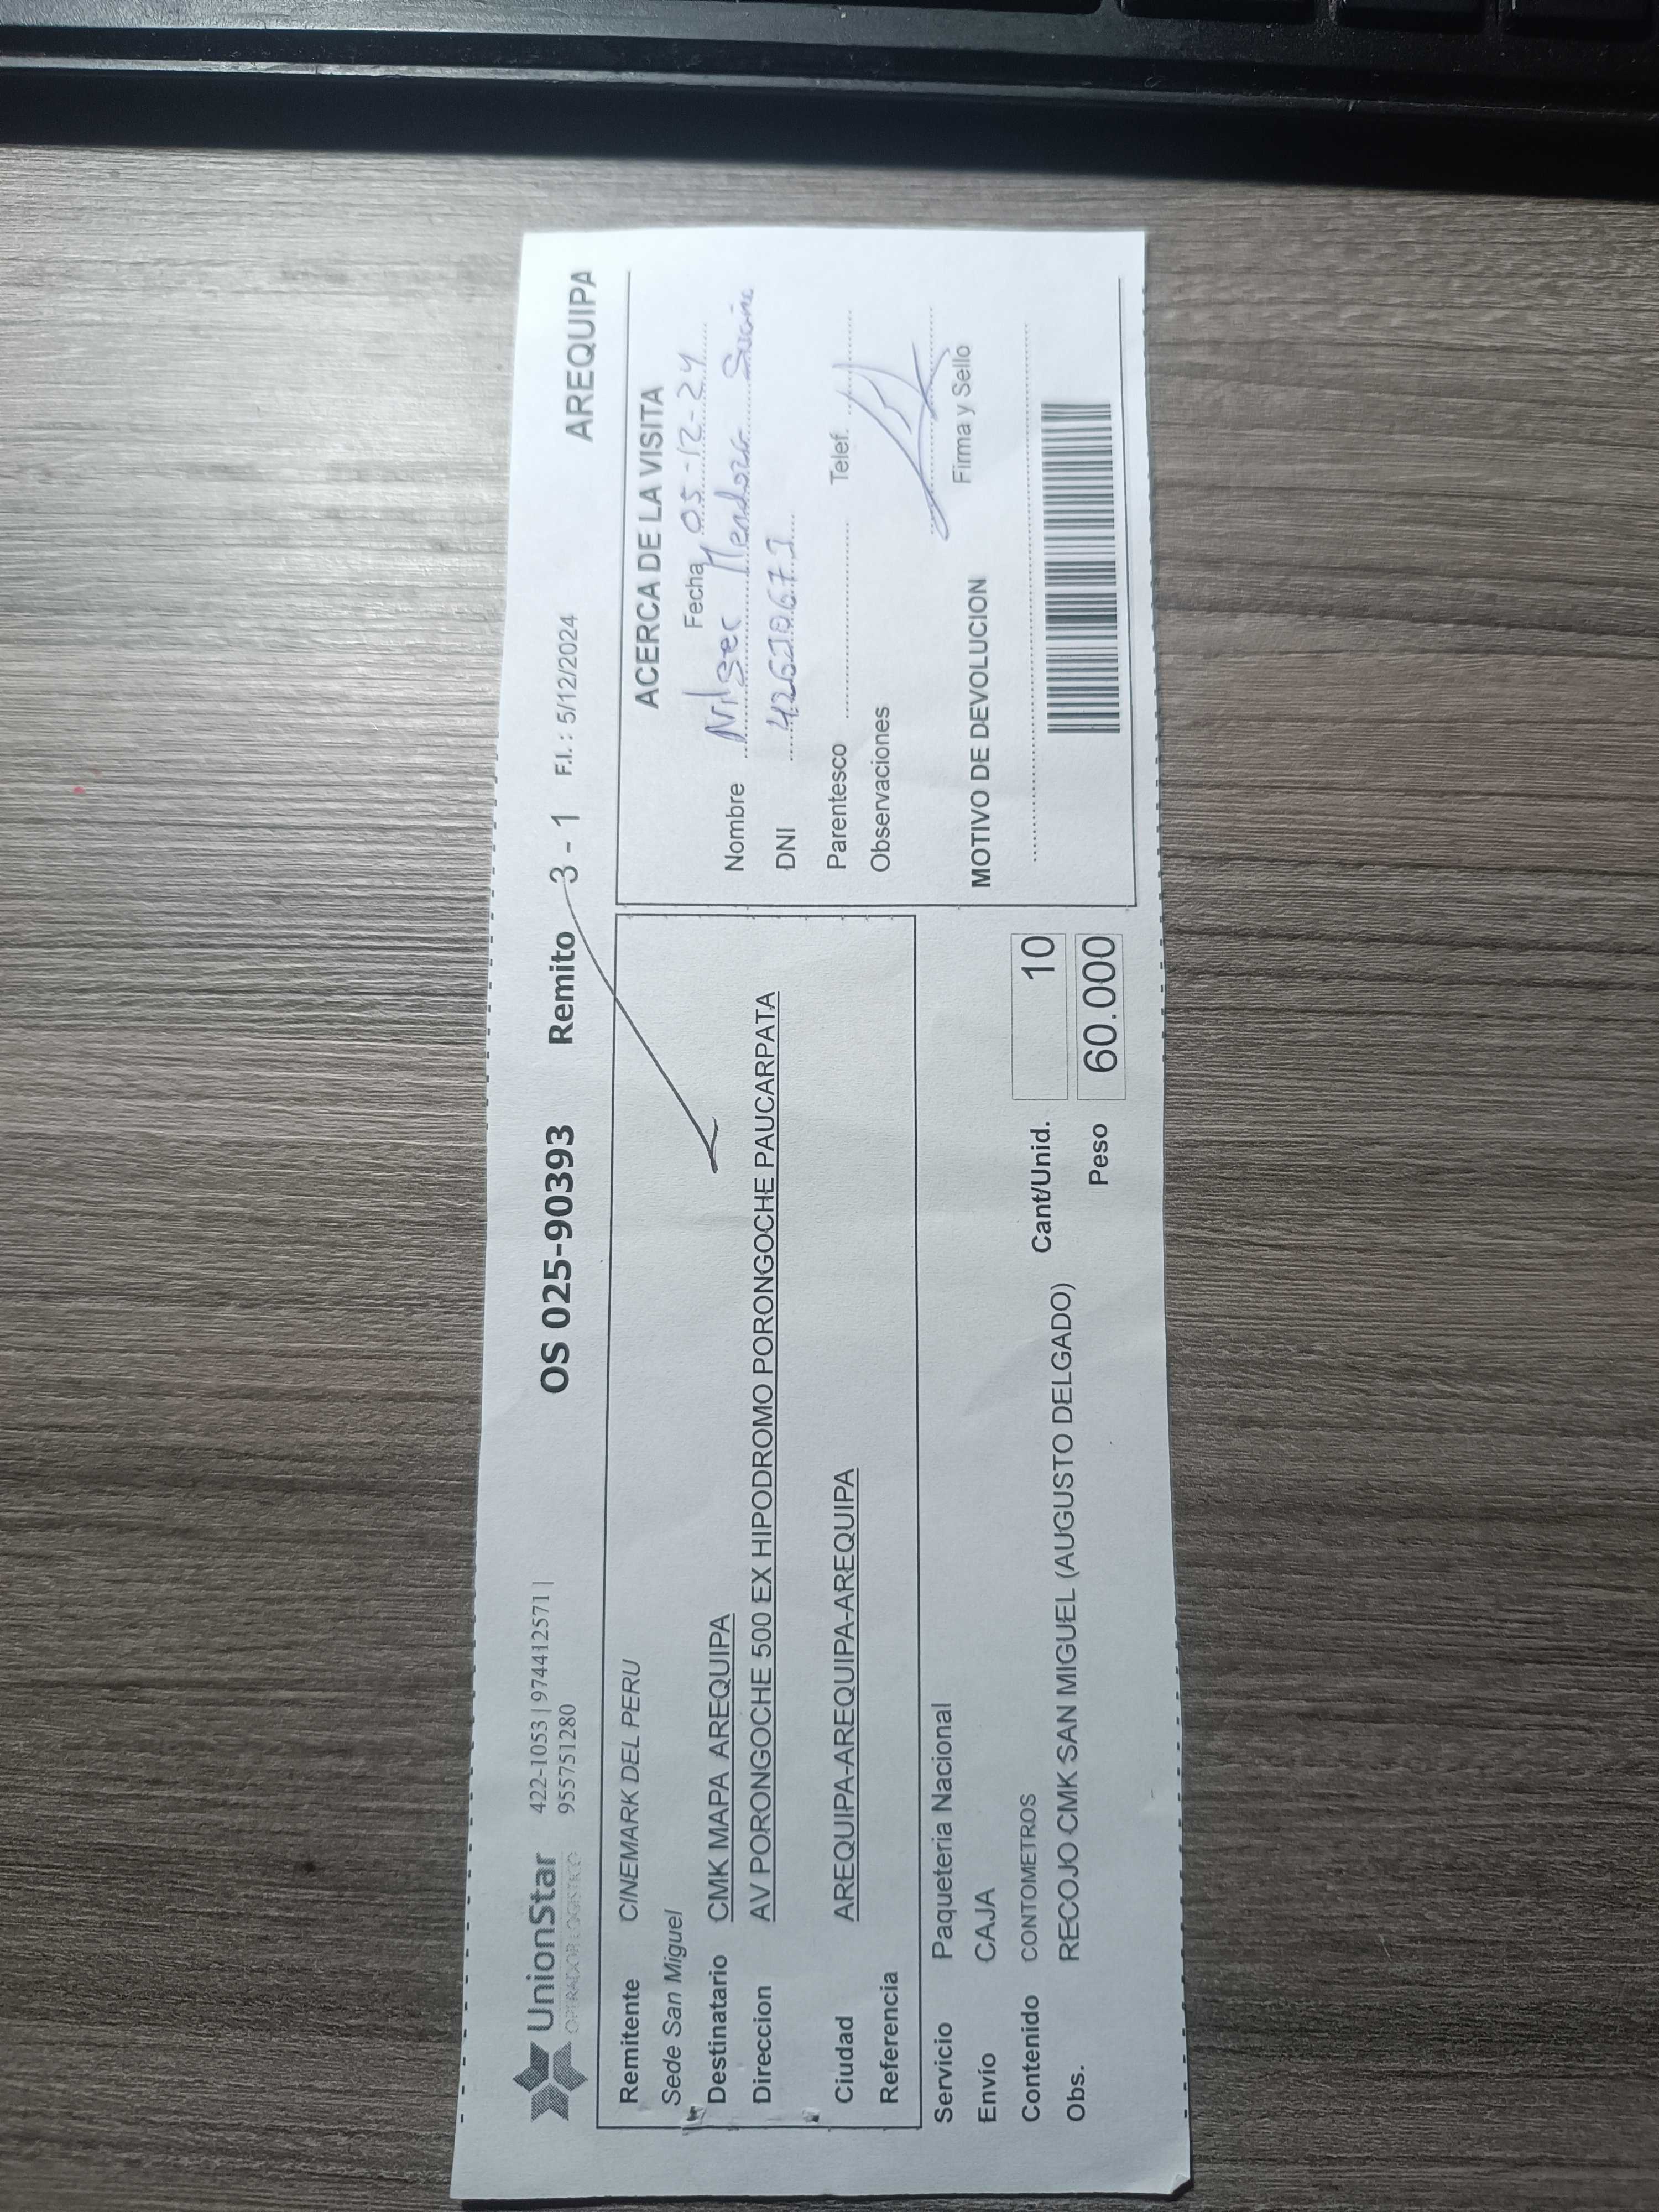 UnionStar
OPERADOR LOGISTICO
422-1053 | 974412571 |
955751280
OS 025-90393
Remito 3 - 1
F.I. : 5/12/2024
AREQUIPA
Remitente CINEMARK DEL PERU
Sede San Miguel
Destinatario CMK MAPA AREQUIPA
Direccion AV PORONGOCHE 500 EX HIPODROMO PORONGOCHE PAUCARPATA
Ciudad AREQUIPA-AREQUIPA-AREQUIPA
Referencia
Servicio Paqueteria Nacional
Envío CAJA
Contenido CONTOMETROS
Obs. RECOJO CMK SAN MIGUEL (AUGUSTO DELGADO)
Cant/Unid. 10
Peso 60.000
ACERCA DE LA VISITA
Fecha 05-12-24
Nombre Mendoza
DNI
Parentesco Telef.
Observaciones
Firma y Sello
MOTIVO DE DEVOLUCION